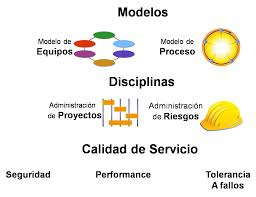 Modelos
Modelo de
Equipos
Modelo de
Proceso
Disciplinas
Administración
de Proyectos
Administración
de Riesgos
Calidad de Servicio
Seguridad
Performance
Tolerancia
A fallos